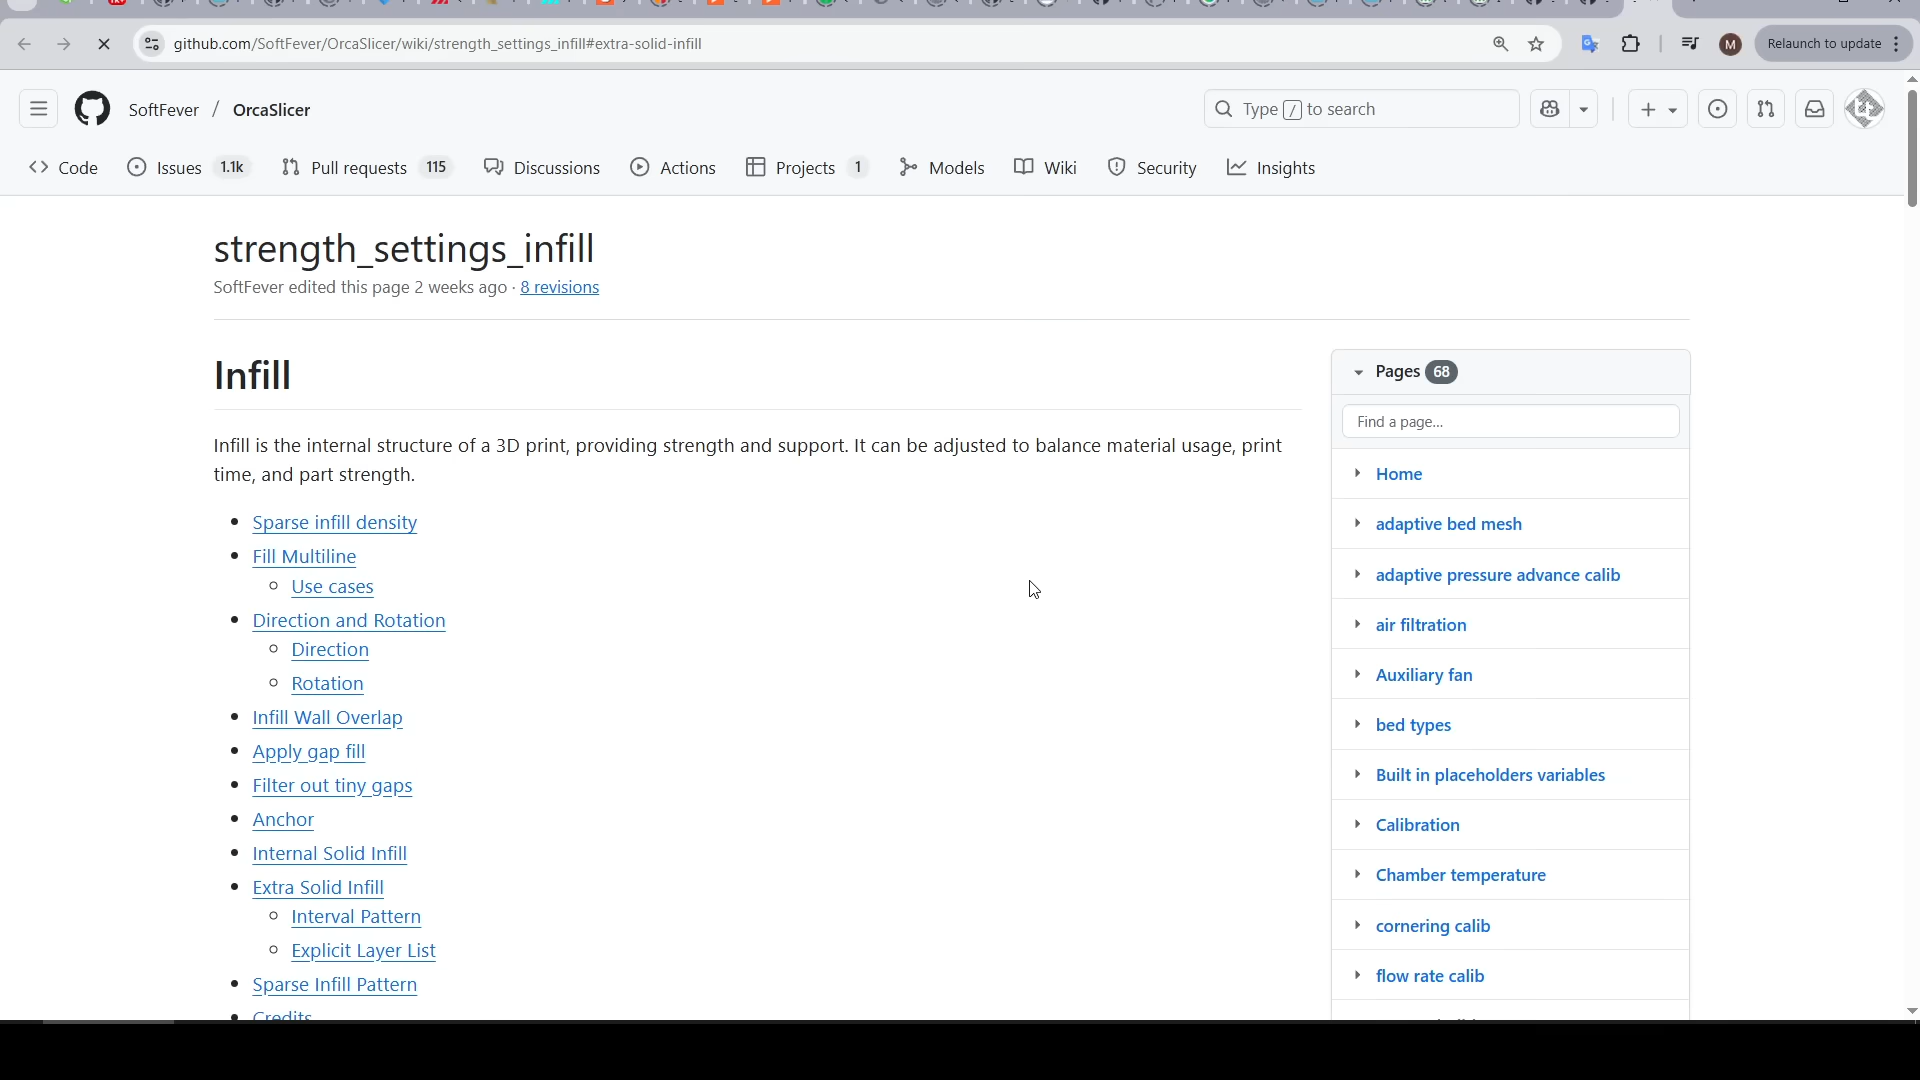 github.com/SoftFever/OrcaSlicer/wiki/strength_settings_infill#extra-solid-infill
M
Relaunch to update
SoftFever / OrcaSlicer
Type / to search
Code
Issues 1.1k
Pull requests 115
Discussions
Actions
Projects 1
Models
Wiki
Security
Insights
strength_settings_infill
SoftFever edited this page 2 weeks ago · 8 revisions
Infill
Infill is the internal structure of a 3D print, providing strength and support. It can be adjusted to balance material usage, print
time, and part strength.
Sparse infill density
Fill Multiline
Use cases
Direction and Rotation
Direction
Rotation
Infill Wall Overlap
Apply gap fill
Filter out tiny gaps
Anchor
Internal Solid Infill
Extra Solid Infill
Interval Pattern
Explicit Layer List
Sparse Infill Pattern
Credits
Pages 68
Find a page...
Home
adaptive bed mesh
adaptive pressure advance calib
air filtration
Auxiliary fan
bed types
Built in placeholders variables
Calibration
Chamber temperature
cornering calib
flow rate calib